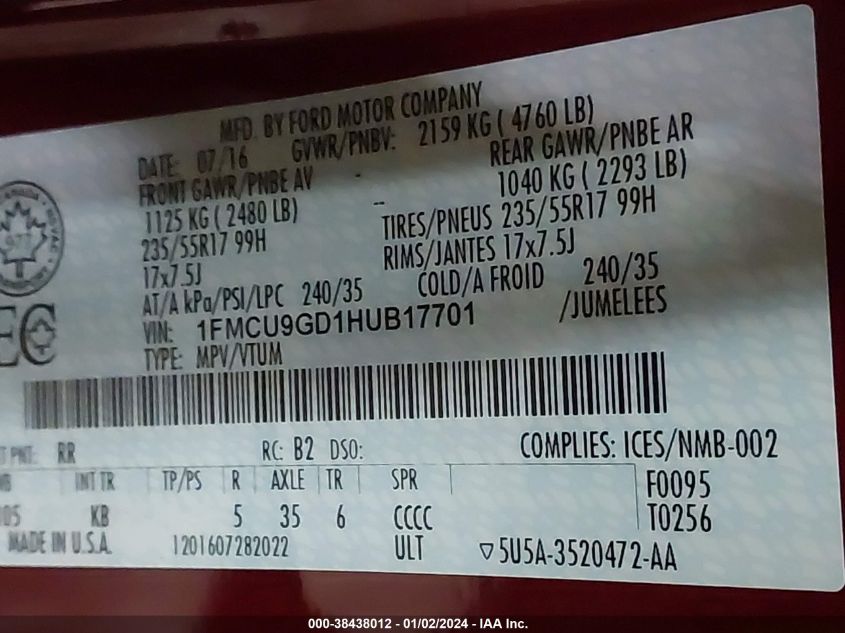 MFD. BY FORD MOTOR COMPANY
DATE: 07/16 GVWR/PNBV: 2159 KG ( 4760 LB)
FRONT GAWR/PNBE AV REAR GAWR/PNBE AR
1125 KG ( 2480 LB) 1040 KG ( 2293 LB)
235/55R17 99H TIRES/PNEUS 235/55R17 99H
17x7.5J RIMS/JANTES 17x7.5J
AT/A kPa/PSI/LPC 240/35 COLD/A FROID 240/35
VIN: 1FMCU9GD1HUB17701 /JUMELEES
TYPE: MPV/VTUM
PNT: RR RC: B2 DSO: COMPLIES: ICES/NMB-002
INT TR TP/PS R AXLE TR SPR F0095
KB 5 35 6 CCCC T0256
MADE IN U.S.A. 1201607282022 ULT ▽5U5A-3520472-AA
000-38438012 - 01/02/2024 - IAA Inc.